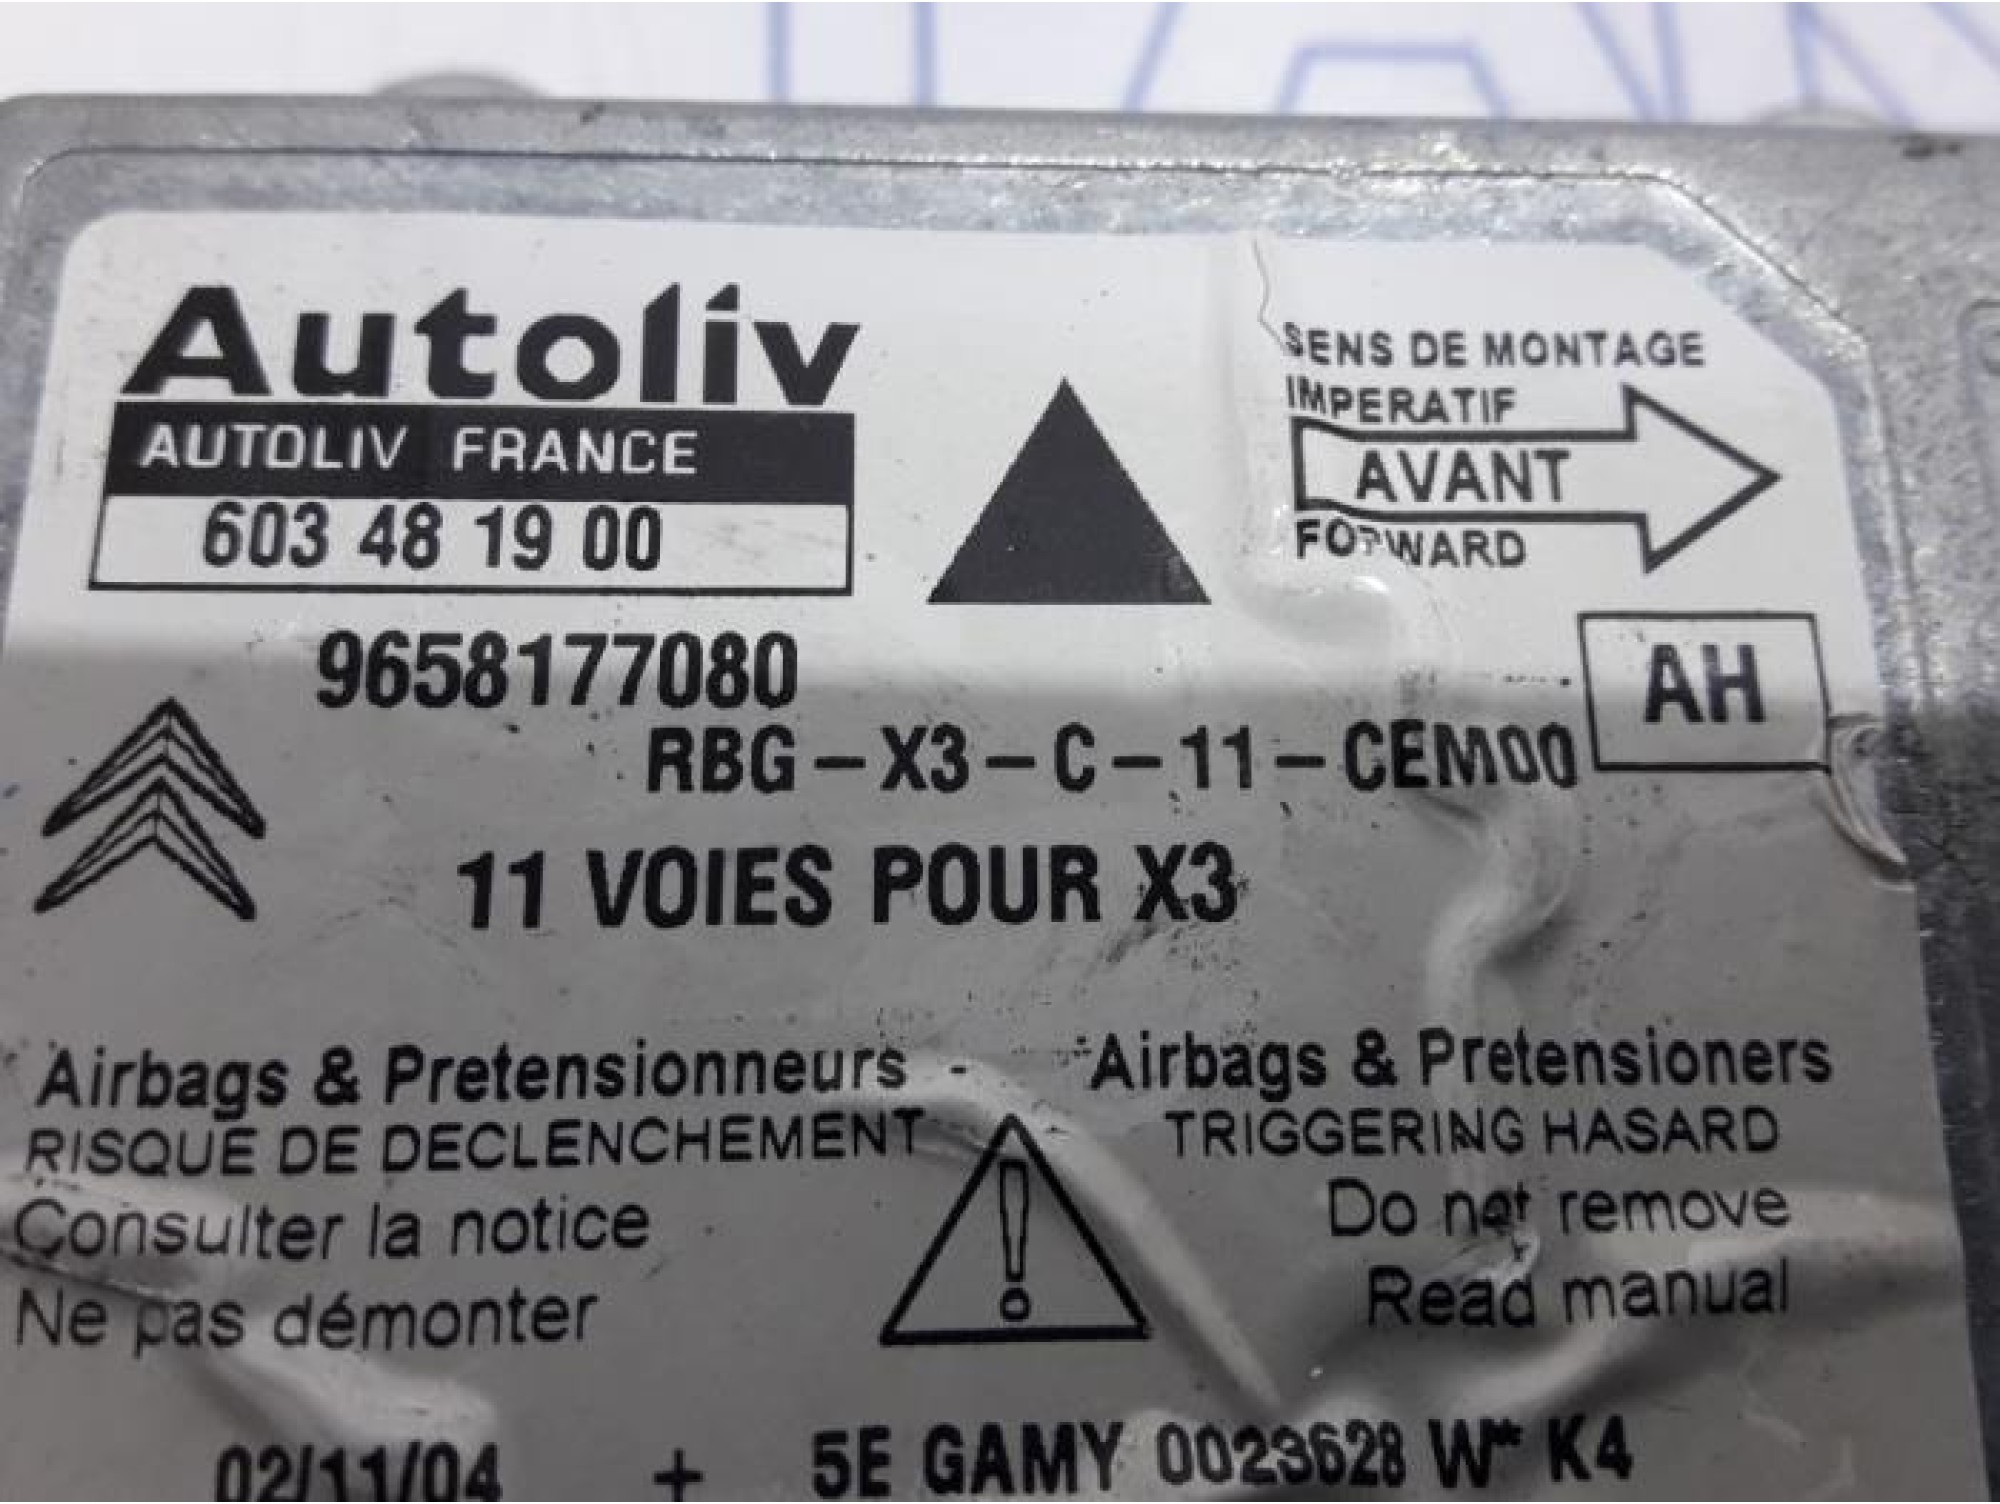 Autoliv
AUTOLIV FRANCE
603 48 19 00
SENS DE MONTAGE
IMPERATIF
AVANT
FORWARD
AH
9658177080
RBG-X3-C-11-CEM00
11 VOIES POUR X3
Airbags & Pretensionneurs - Airbags & Pretensioners
RISQUE DE DECLENCHEMENT
TRIGGERING HASARD
Consulter la notice
Do not remove
Ne pas démonter
Read manual
02/11/04 + 5E GAMY 0023628 W* K4